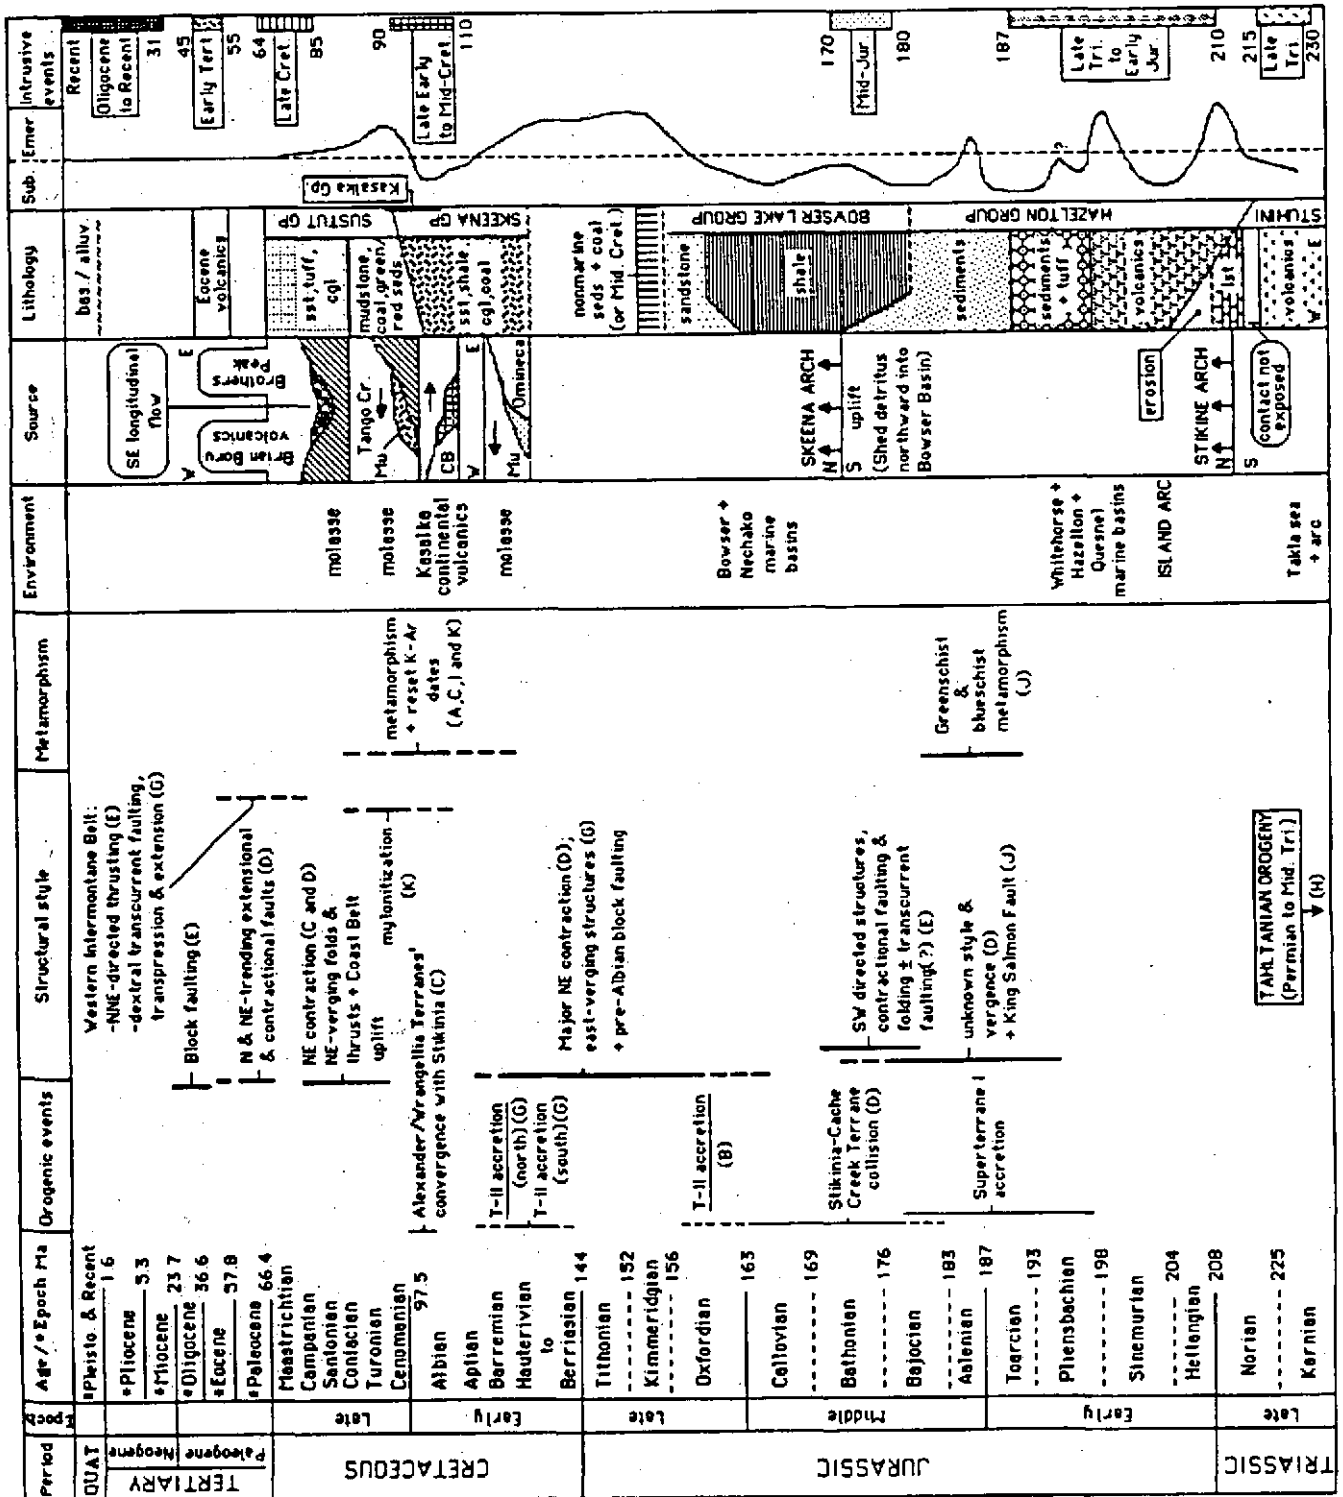 Period
Epoch
Age/*Epoch Ma
Orogenic events
Structural style
Metamorphism
Environment
Source
Lithology
Sub.
Emer
Intrusive
events
QUAT
TERTIARY
Neogene
Paleogene
CRETACEOUS
JURASSIC
TRIASSIC
Late
Early
Late
Middle
Early
Late
*Pleisto. & Recent
1.6
*Pliocene
5.3
*Miocene
23.7
*Oligocene
36.6
*Eocene
57.8
*Paleocene
66.4
Maastrichtian
Campanian
Santonian
Coniacian
Turonian
Cenomanian
97.5
Albian
Aptian
Barremian
Hauterivian
to
Berriasian
144
Tithonian
152
Kimmeridgian
156
Oxfordian
163
Callovian
169
Bathonian
176
Bajocian
183
Aalenian
187
Toarcian
193
Phensbachian
198
Sinemurian
204
Hettangian
208
Norian
225
Karnian
Alexander/Wrangellia Terranes'
convergence with Stikinia (C)
T-II accretion
(north)(G)
T-II accretion
(south)(G)
T-II accretion
(B)
Stikinia-Cache
Creek Terrane
collision (D)
Superterrane I
accretion
Western Intermontane Belt:
-NNE-directed thrusting (E)
-dextral transcurrent faulting,
transpression & extension (G)
Block faulting (E)
N & NE-trending extensional
& contractional faults (D)
NE contraction (C and D)
NE-verging folds &
thrusts + Coast Belt
uplift
mylonitization
(K)
Major NE contraction (D);
east-verging structures (G)
+ pre-Albian block faulting
SW directed structures,
contractional faulting &
folding ± transcurrent
faulting(?) (E)
unknown style &
vergence (D)
+ King Salmon Fault (J)
TAHLTANIAN OROGENY
(Permian to Mid. Tri.)
(H)
metamorphism
+ reset K-Ar
dates
(A,C,I and K)
Greenschist
&
blueschist
metamorphism
(J)
molasse
molasse
Kasalka
continental
vulcanics
molasse
Bowser +
Nechako
marine
basins
Whitehorse +
Hazelton +
Quesnel
marine basins
ISLAND ARC
Takla sea
+ arc
SE longitudinal
flow
W
E
Brian Boru
volcanics
Brothers
Peak
Tango Cr.
Mu
CB
W
E
Mu
Omineca
SKEENA ARCH
N
S
uplift
(Shed detritus
northward into
Bowser Basin)
erosion
STIKINE ARCH
N
S
contact not
exposed
bas./ alluv.
Eocene
volcanics
sst, tuff,
cgl
mudstone,
coal, green/
red seds
sst, shale,
cgl, coal
nonmarine
seds + coal
(or Mid Cret.)
sandstone
shale
sediments
sediments
+ tuff
volcanics
lst
volcanics
W
E
SUSTUT GP
SKEENA GP
Kasalka
Gp.
BOWSER LAKE GROUP
HAZELTON GROUP
STUHINI
?
Recent
Oligocene
to Recent
31
45
Early Tert
55
64
Late Cret.
85
90
Late Early
to Mid-Cret.
110
170
Mid-Jur.
180
187
Late
Tri.
to
Early
Jur.
210
215
Late
Tri.
230